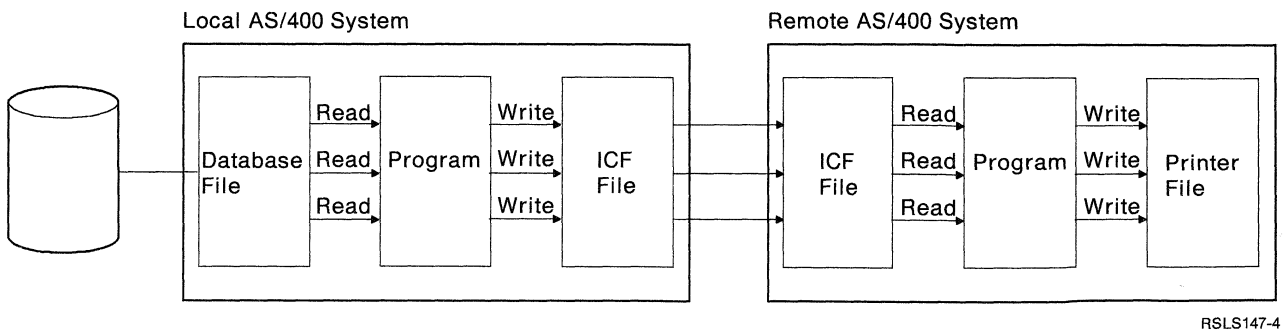 Local AS/400 System
Remote AS/400 System
Read
Write
Read
Write
Database
File
Read
Program
Write
ICF
File
ICF
File
Read
Program
Write
Printer
File
Read
Write
Read
Write
RSLS147-4